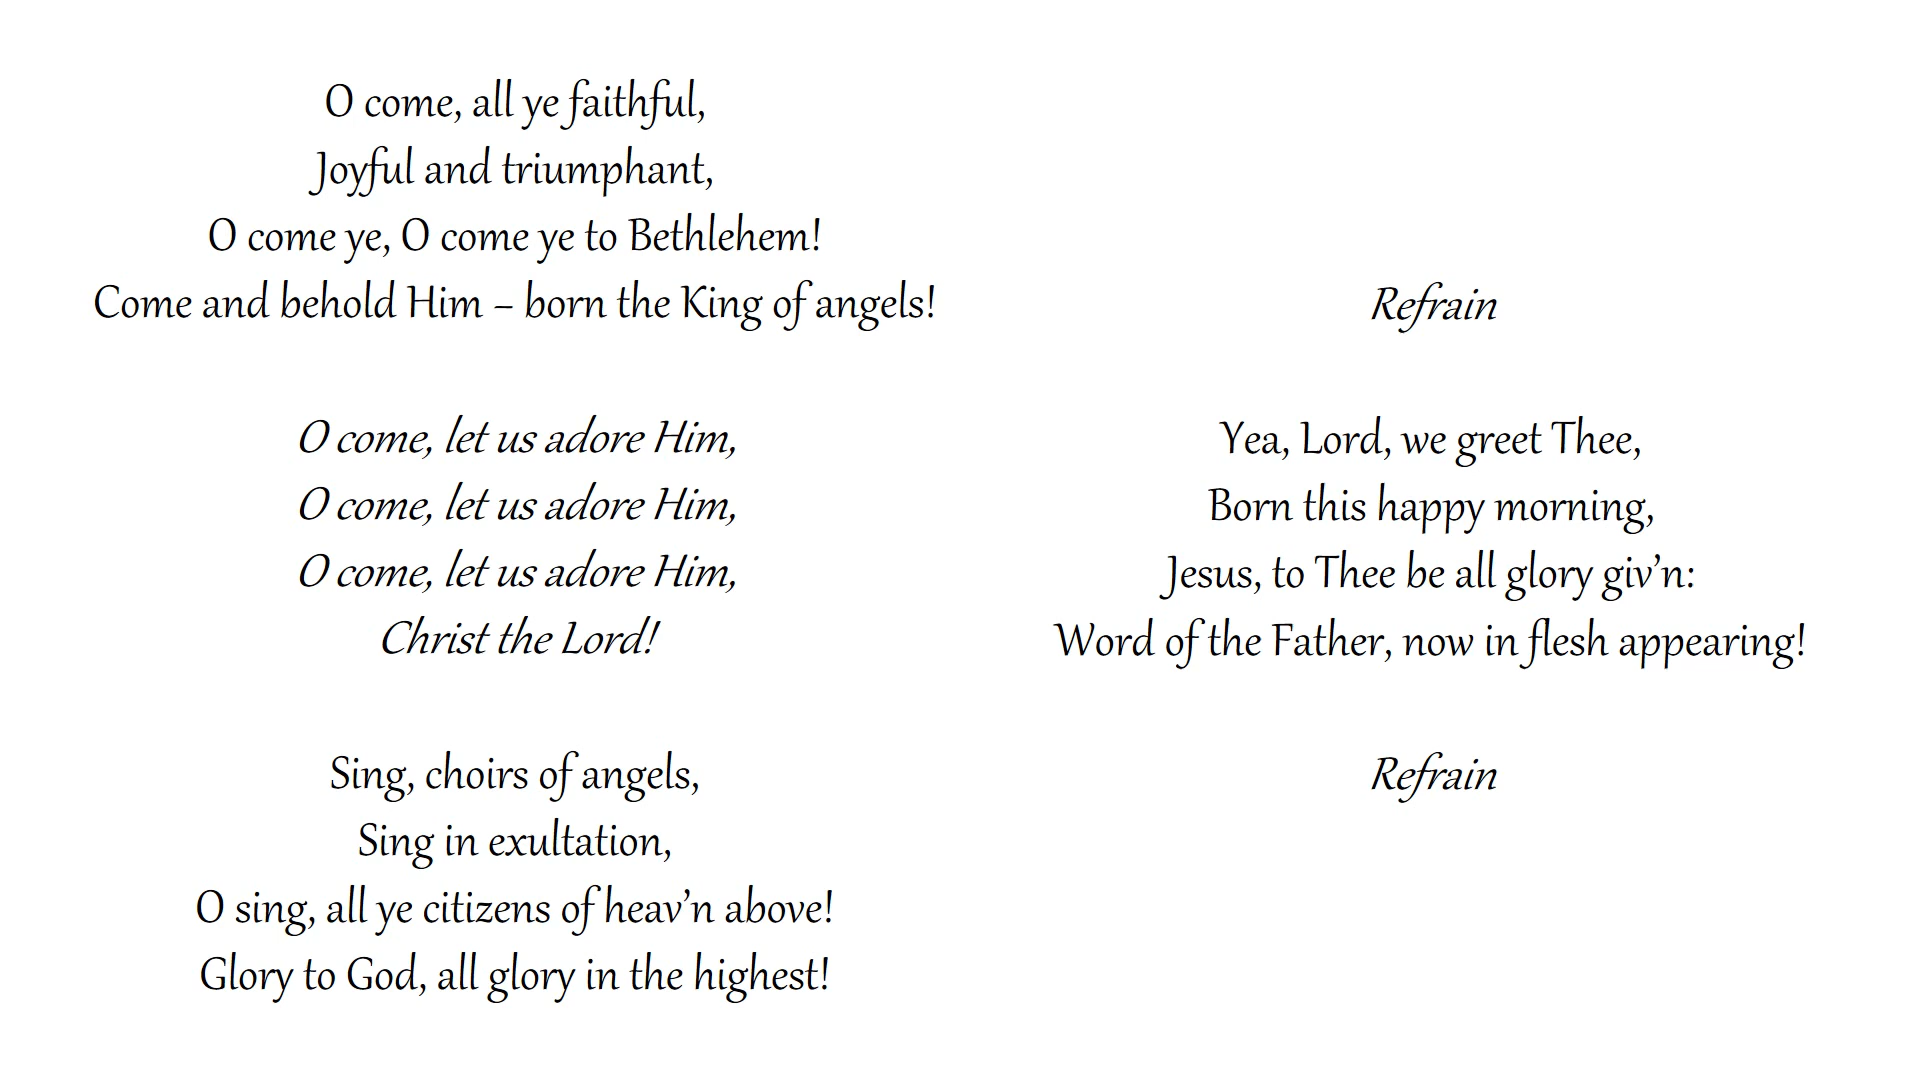 O come, all ye faithful,
Joyful and triumphant,
O come ye, O come ye to Bethlehem!
Come and behold Him – born the King of angels!
O come, let us adore Him,
O come, let us adore Him,
O come, let us adore Him,
Christ the Lord!
Sing, choirs of angels,
Sing in exultation,
O sing, all ye citizens of heav’n above!
Glory to God, all glory in the highest!
Refrain
Yea, Lord, we greet Thee,
Born this happy morning,
Jesus, to Thee be all glory giv’n:
Word of the Father, now in flesh appearing!
Refrain